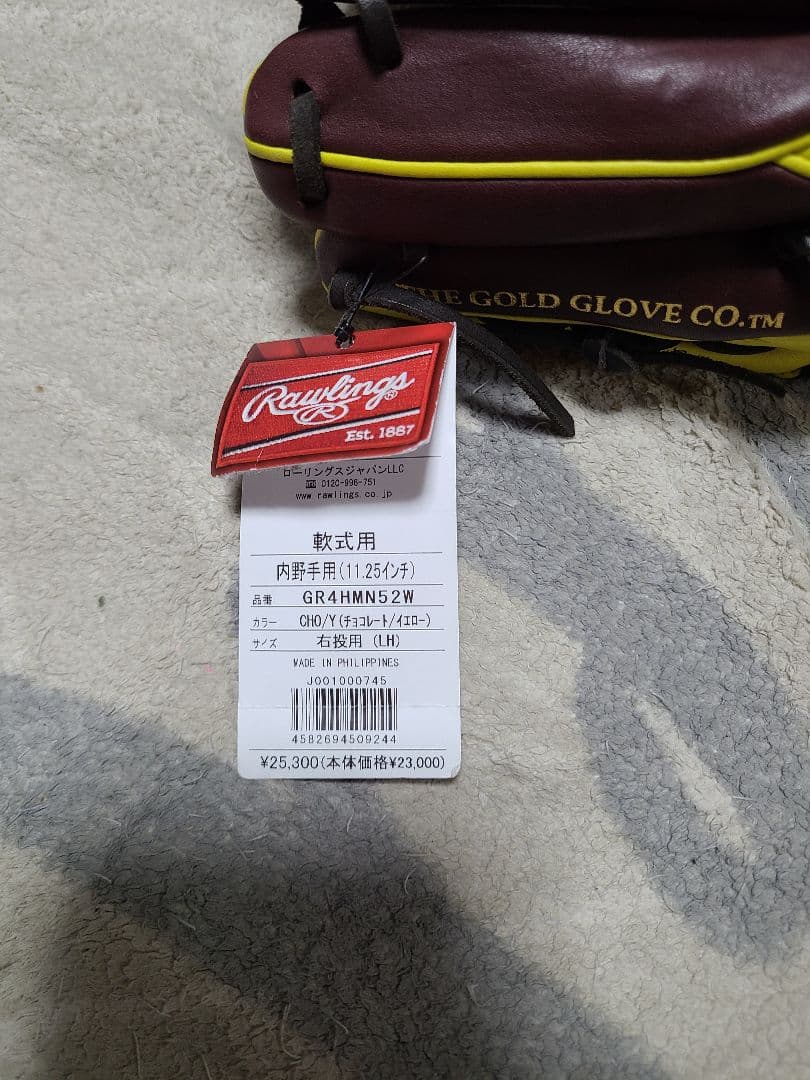 THE GOLD GLOVE CO.™
Rawlings®
R
Est. 1887
ローリングスジャパンLLC
0120-996-751
www.rawlings.co.jp
軟式用
内野手用(11.25インチ)
品番 GR4HMN52W
カラー CHO/Y(チョコレート/イエロー)
サイズ 右投用 (LH)
MADE IN PHILIPPINES
J001000745
4582694509244
¥25,300(本体価格¥23,000)